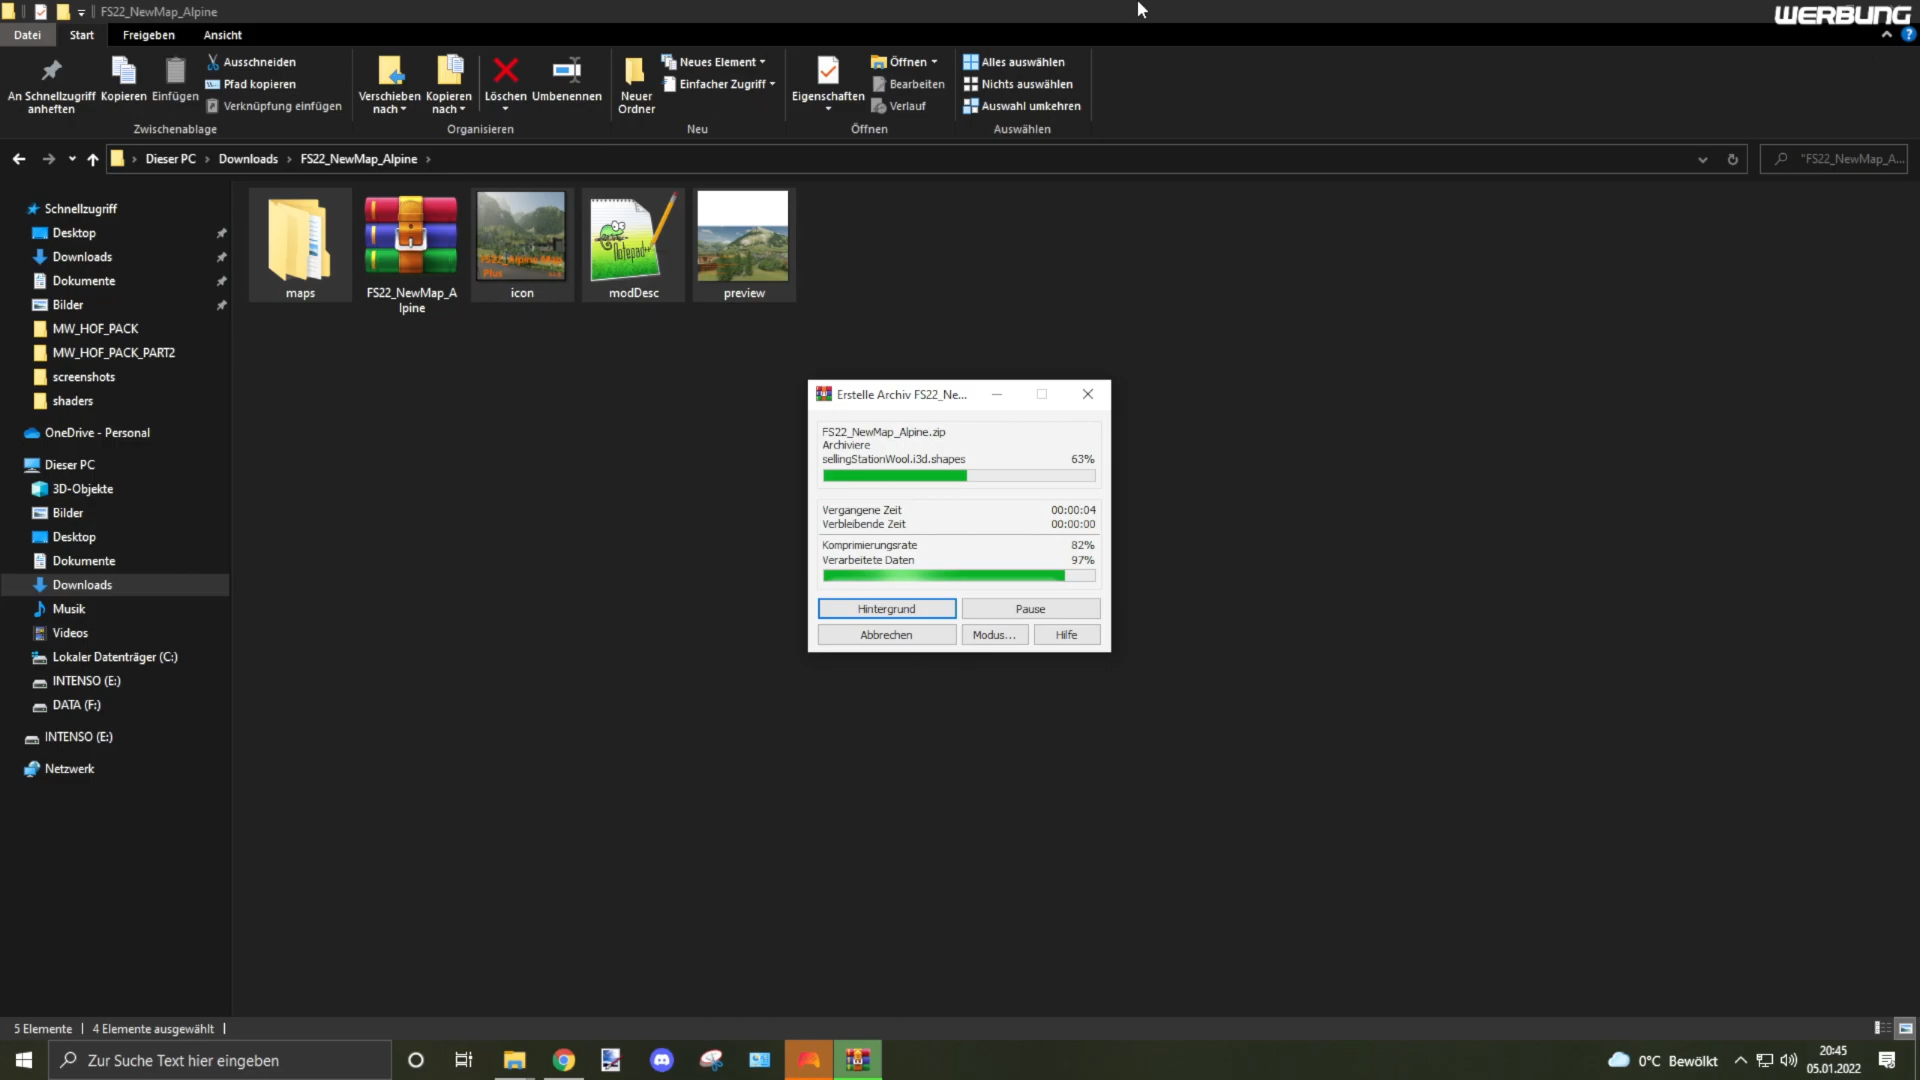 FS22_NewMap_Alpine
WERBUNG
Datei
Start
Freigeben
Ansicht
An Schnellzugriff
anheften
Kopieren
Einfügen
Ausschneiden
Pfad kopieren
Verknüpfung einfügen
Zwischenablage
Verschieben
nach
Kopieren
nach
Löschen
Umbenennen
Organisieren
Neuer
Ordner
Neues Element
Einfacher Zugriff
Neu
Eigenschaften
Öffnen
Bearbeiten
Verlauf
Öffnen
Alles auswählen
Nichts auswählen
Auswahl umkehren
Auswählen
Dieser PC
Downloads
FS22_NewMap_Alpine
"FS22_NewMap_A...
Schnellzugriff
Desktop
Downloads
Dokumente
Bilder
MW_HOF_PACK
MW_HOF_PACK_PART2
screenshots
shaders
OneDrive - Personal
Dieser PC
3D-Objekte
Bilder
Desktop
Dokumente
Downloads
Musik
Videos
Lokaler Datenträger (C:)
INTENSO (E:)
DATA (F:)
INTENSO (E:)
Netzwerk
maps
FS22_NewMap_A
lpine
FS22 Alpine Map
Plus
icon
Notepad++
modDesc
preview
Erstelle Archiv FS22_Ne...
FS22_NewMap_Alpine.zip
Archiviere
sellingStationWool.i3d.shapes 63%
Vergangene Zeit 00:00:04
Verbleibende Zeit 00:00:00
Komprimierungsrate 82%
Verarbeitete Daten 97%
Hintergrund
Pause
Abbrechen
Modus...
Hilfe
5 Elemente
4 Elemente ausgewählt
Zur Suche Text hier eingeben
0°C Bewölkt
20:45
05.01.2022